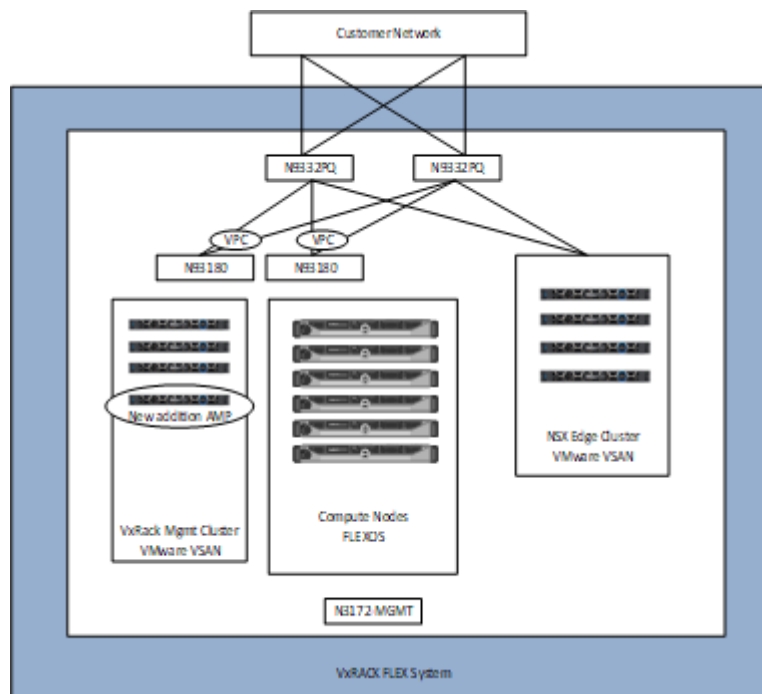 Customer Network
N9332PQ
N9332PQ
VPC
VPC
N93180
N93180
New addition AMP
NSX Edge Cluster
VMware VSAN
Compute Nodes
FLEXOS
VxRack Mgmt Cluster
VMware VSAN
N3172-MGMT
VxRACK FLEX System